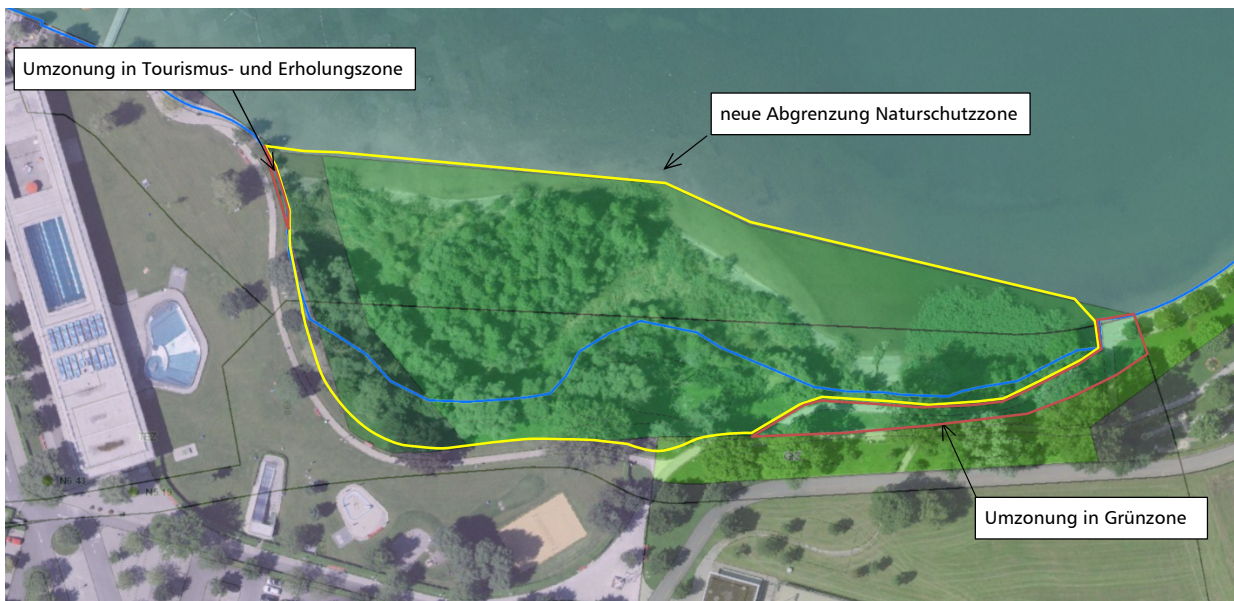 Umzonung in Tourismus- und Erholungszone
neue Abgrenzung Naturschutzzone
Umzonung in Grünzone